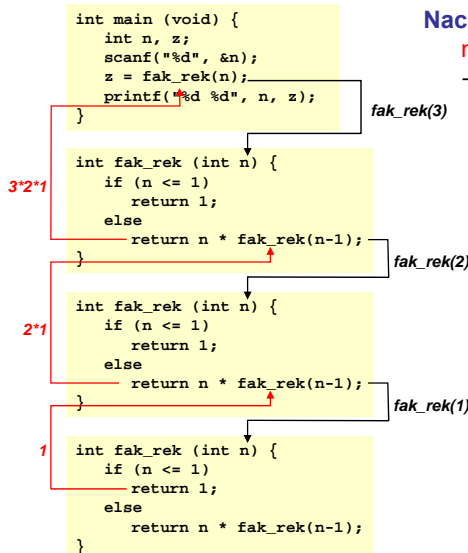 int main (void) {
int n, z;
scanf("%d", &n);
z = fak_rek(n);
printf("%d %d", n, z);
}
Nac
fak_rek(3)
int fak_rek (int n) {
if (n <= 1)
return 1;
else
return n * fak_rek(n-1);
}
3*2*1
fak_rek(2)
int fak_rek (int n) {
if (n <= 1)
return 1;
else
return n * fak_rek(n-1);
}
2*1
fak_rek(1)
int fak_rek (int n) {
if (n <= 1)
return 1;
else
return n * fak_rek(n-1);
}
1